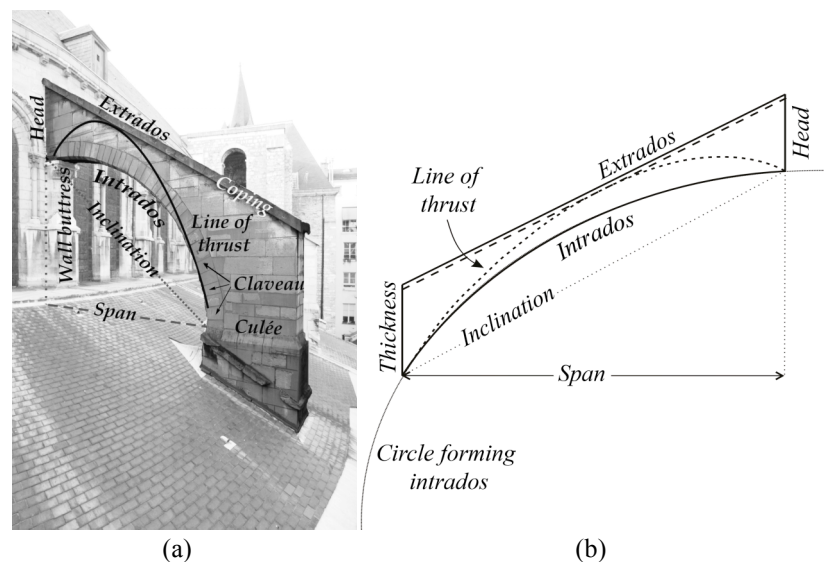 Head
Extrados
Coping
Intrados
Inclination
Wall buttress
Line of
thrust
Claveau
Span
Culée
(a)
Extrados
Head
Line of
thrust
Intrados
Thickness
Inclination
Span
Circle forming
intrados
(b)